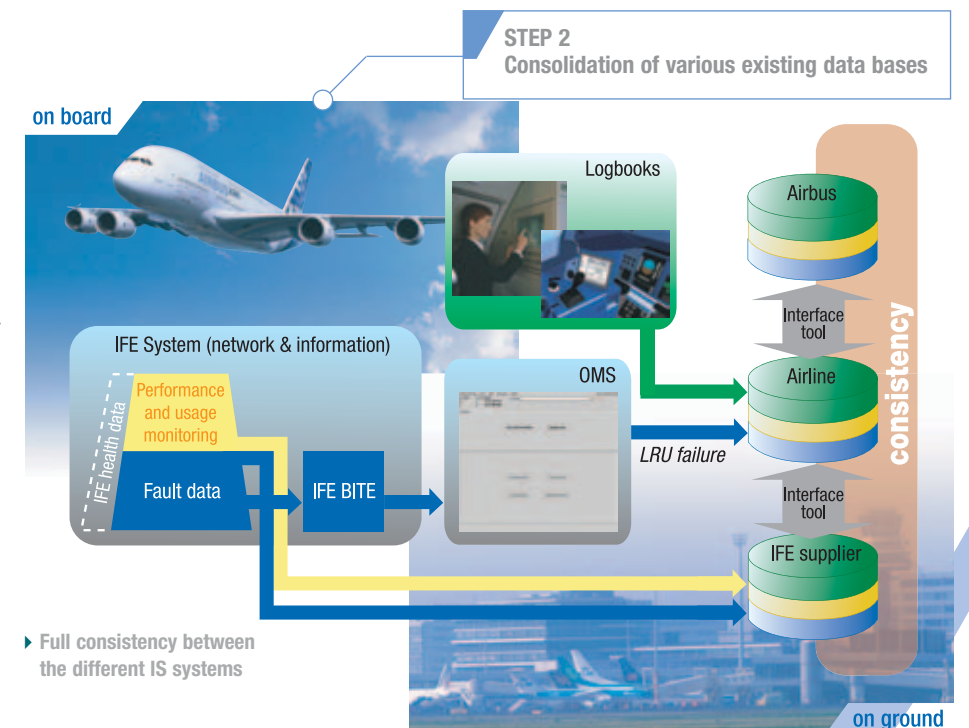 STEP 2
Consolidation of various existing data bases
on board
AIRBUS
Logbooks
Airbus
Interface
tool
consistency
IFE System (network & information)
OMS
Airline
IFE health data
Performance
and usage
monitoring
LRU failure
Fault data
IFE BITE
Interface
tool
IFE supplier
Full consistency between
the different IS systems
on ground